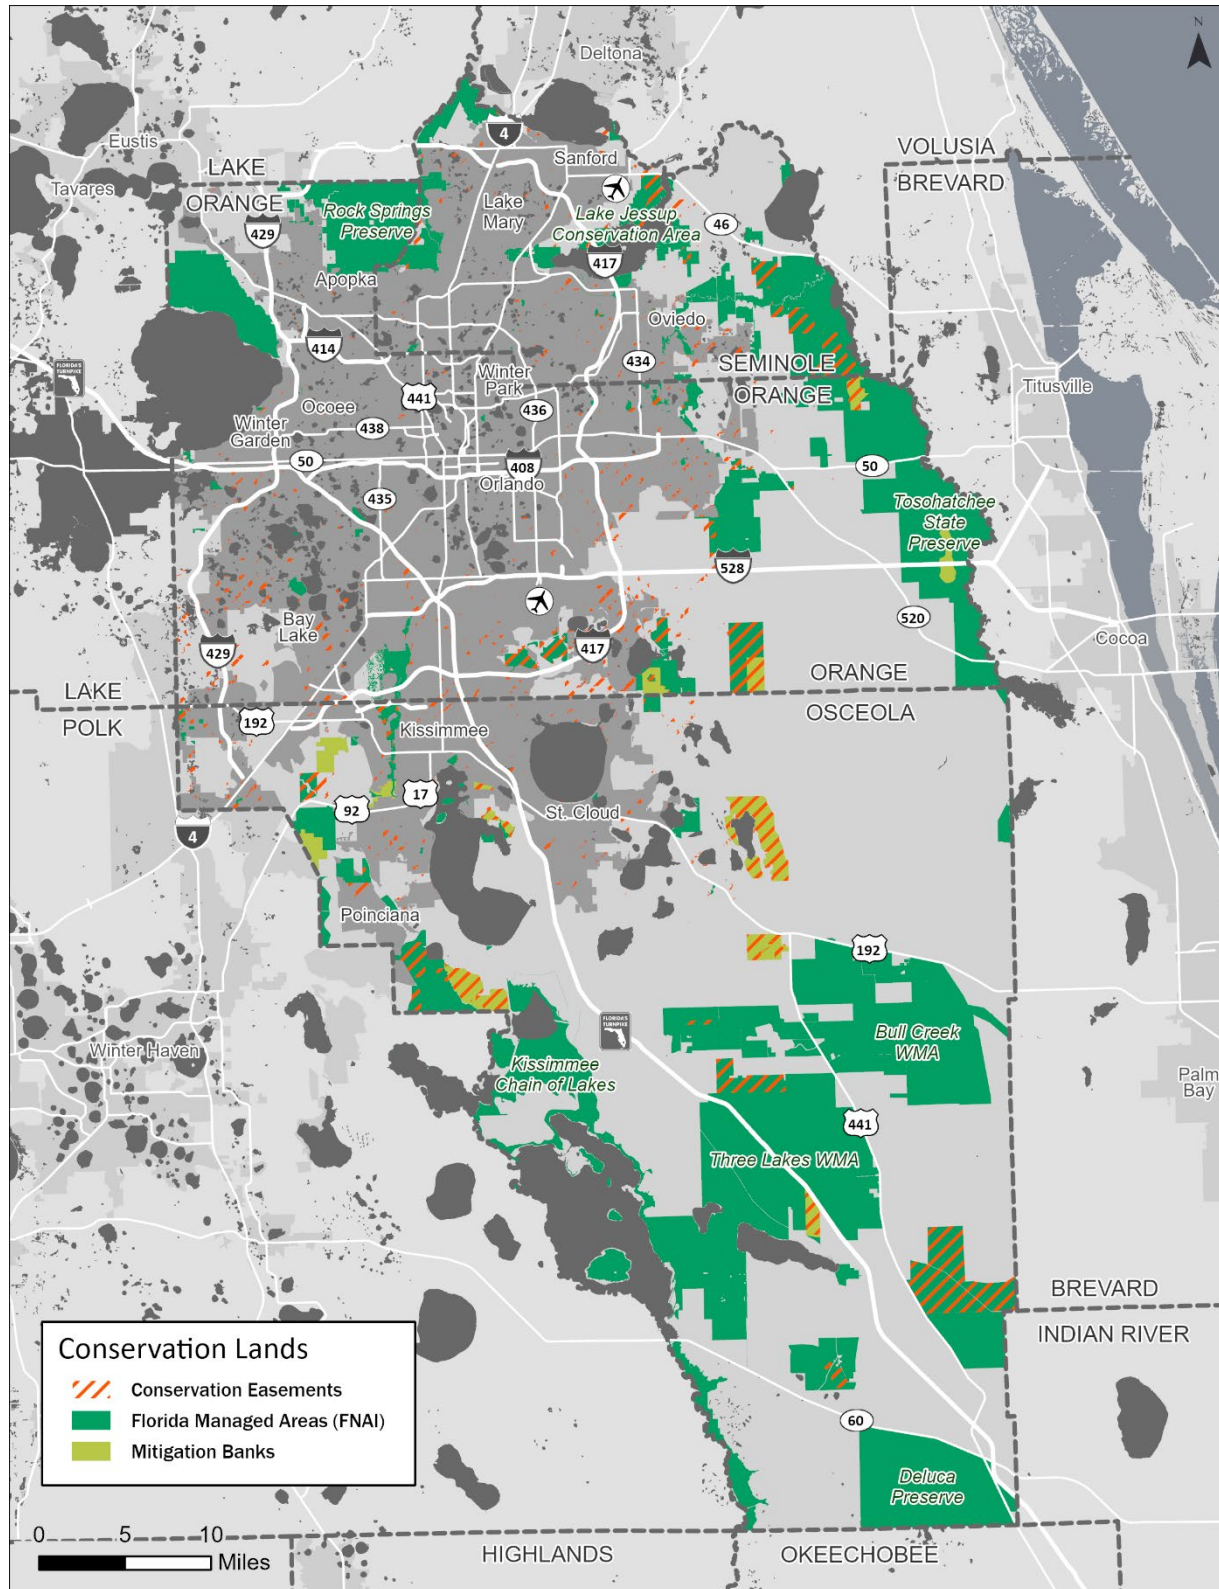 N
Deltona
4
Eustis
Sanford
VOLUSIA
BREVARD
LAKE
ORANGE
Tavares
Rock Springs
Preserve
Lake
Mary
Lake Jessup
Conservation Area
46
429
417
Apopka
Oviedo
414
434
FLORIDA'S
TURNPIKE
Winter
Park
SEMINOLE
ORANGE
Titusville
441
Ocoee
436
Winter
Garden
438
50
408
50
Orlando
435
Tosohatchee
State
Preserve
528
Bay
Lake
520
Cocoa
429
417
LAKE
POLK
ORANGE
OSCEOLA
192
Kissimmee
17
92
St. Cloud
4
Poinciana
192
FLORIDA'S
TURNPIKE
Bull Creek
WMA
Winter Haven
Kissimmee
Chain of Lakes
Palm
Bay
441
Three Lakes WMA
BREVARD
INDIAN RIVER
Conservation Lands
Conservation Easements
Florida Managed Areas (FNAI)
Mitigation Banks
60
Deluca
Preserve
0 5 10
Miles
HIGHLANDS
OKEECHOBEE